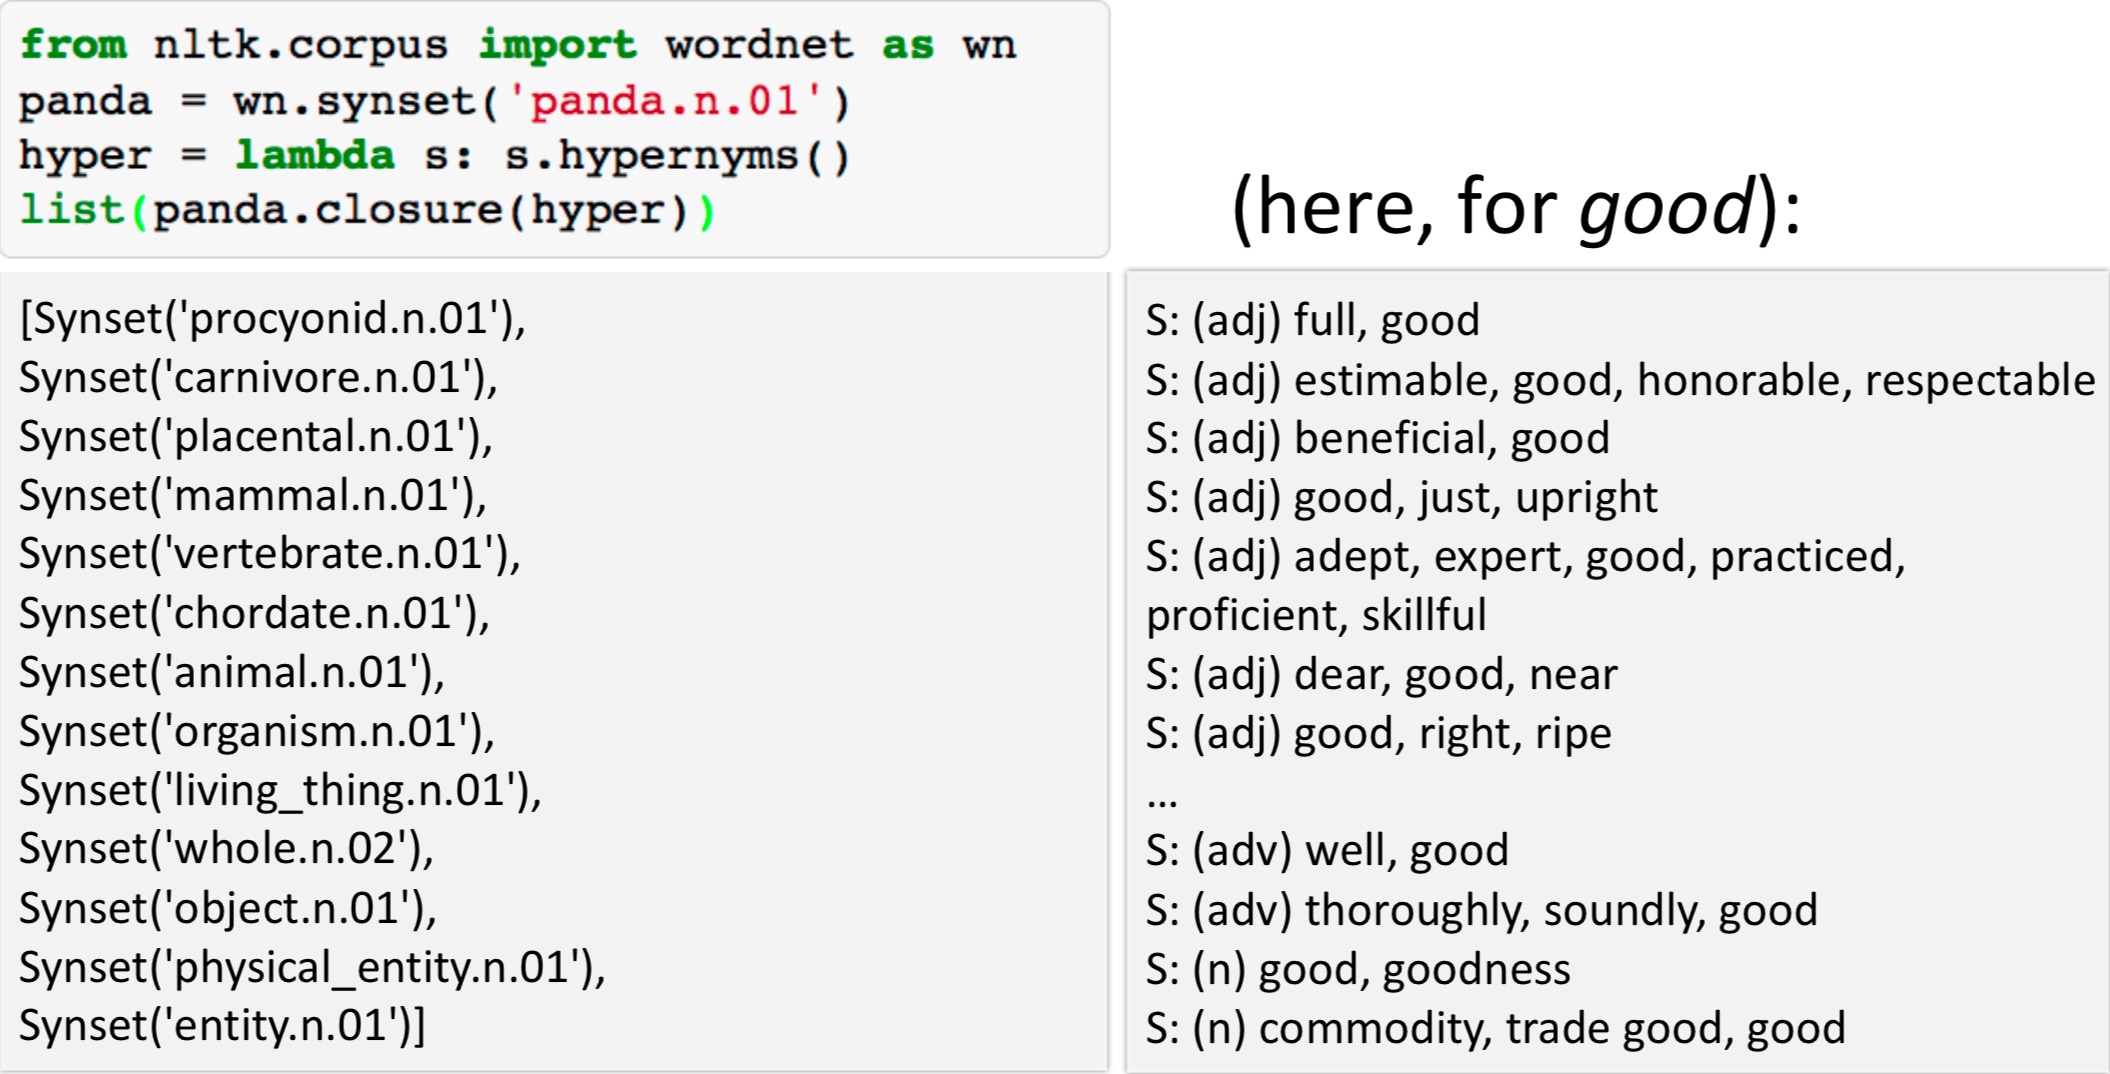 from nltk.corpus import wordnet as wn
panda = wn.synset('panda.n.01')
hyper = lambda s: s.hypernyms()
list(panda.closure(hyper))
[Synset('procyonid.n.01'),
Synset('carnivore.n.01'),
Synset('placental.n.01'),
Synset('mammal.n.01'),
Synset('vertebrate.n.01'),
Synset('chordate.n.01'),
Synset('animal.n.01'),
Synset('organism.n.01'),
Synset('living_thing.n.01'),
Synset('whole.n.02'),
Synset('object.n.01'),
Synset('physical_entity.n.01'),
Synset('entity.n.01')]
(here, for good):
S: (adj) full, good
S: (adj) estimable, good, honorable, respectable
S: (adj) beneficial, good
S: (adj) good, just, upright
S: (adj) adept, expert, good, practiced,
proficient, skillful
S: (adj) dear, good, near
S: (adj) good, right, ripe
…
S: (adv) well, good
S: (adv) thoroughly, soundly, good
S: (n) good, goodness
S: (n) commodity, trade good, good